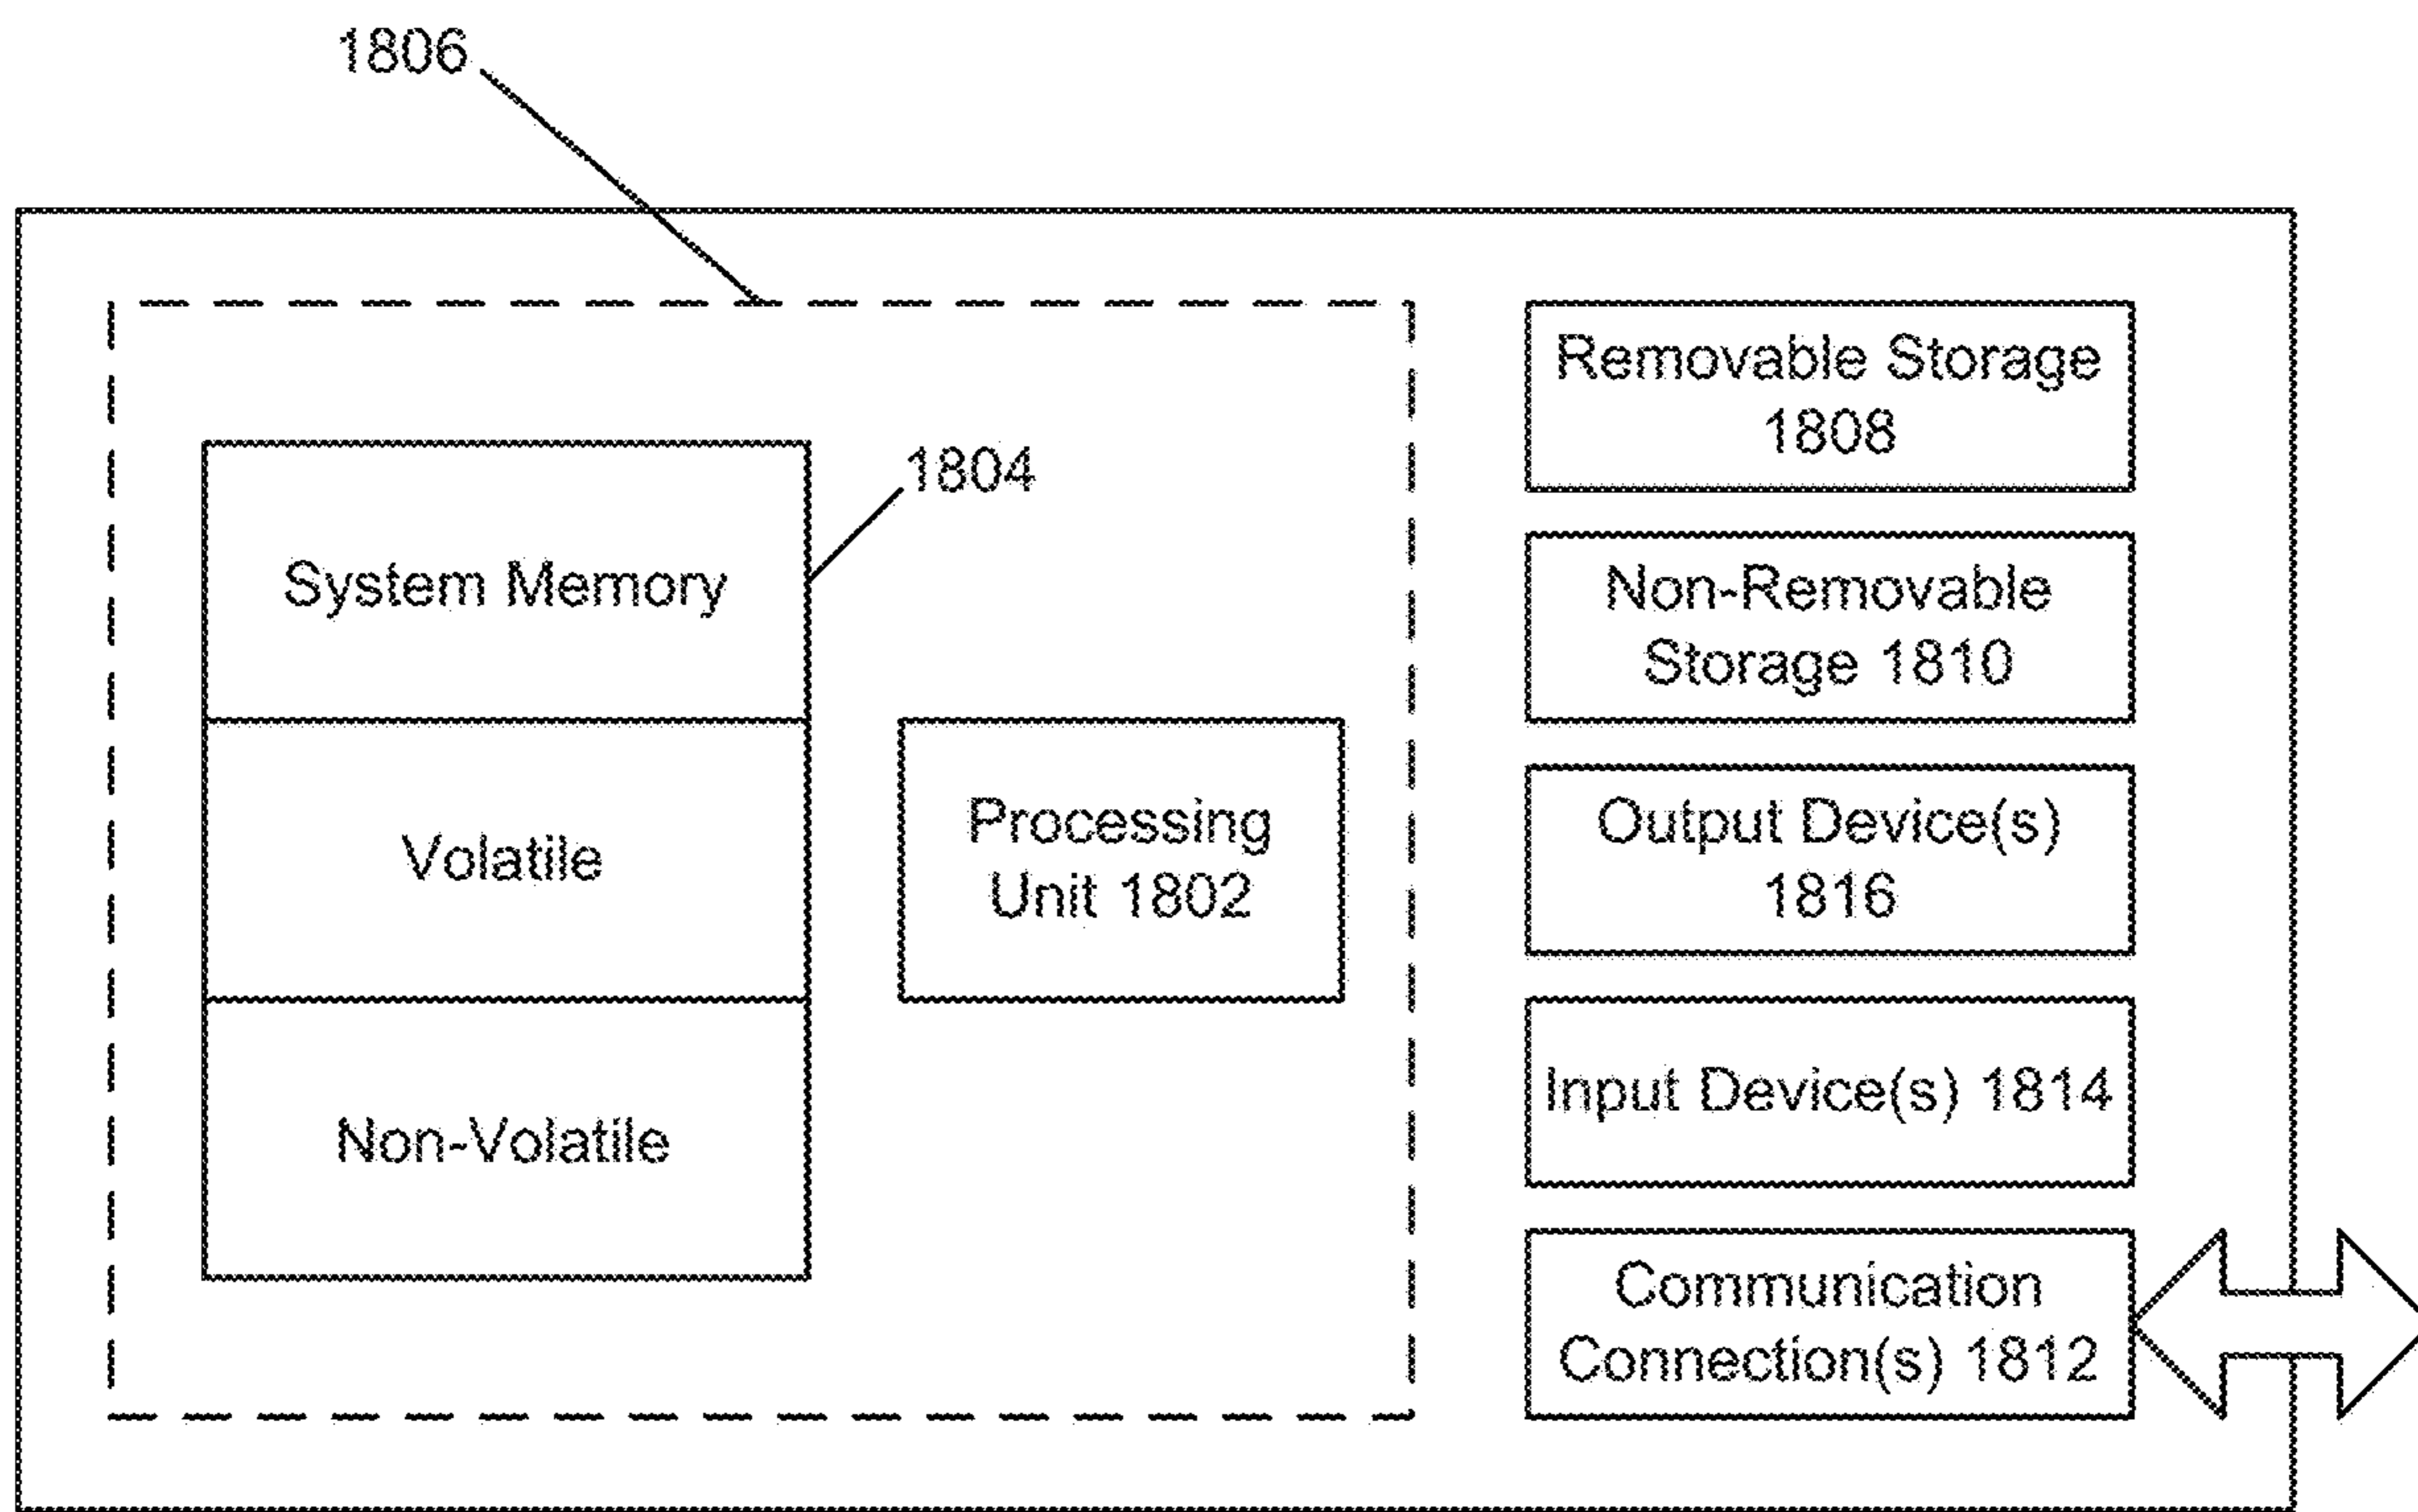 1806
1804
System Memory
Volatile
Non-Volatile
Processing
Unit 1802
Removable Storage
1808
Non-Removable
Storage 1810
Output Device(s)
1816
Input Device(s) 1814
Communication
Connection(s) 1812